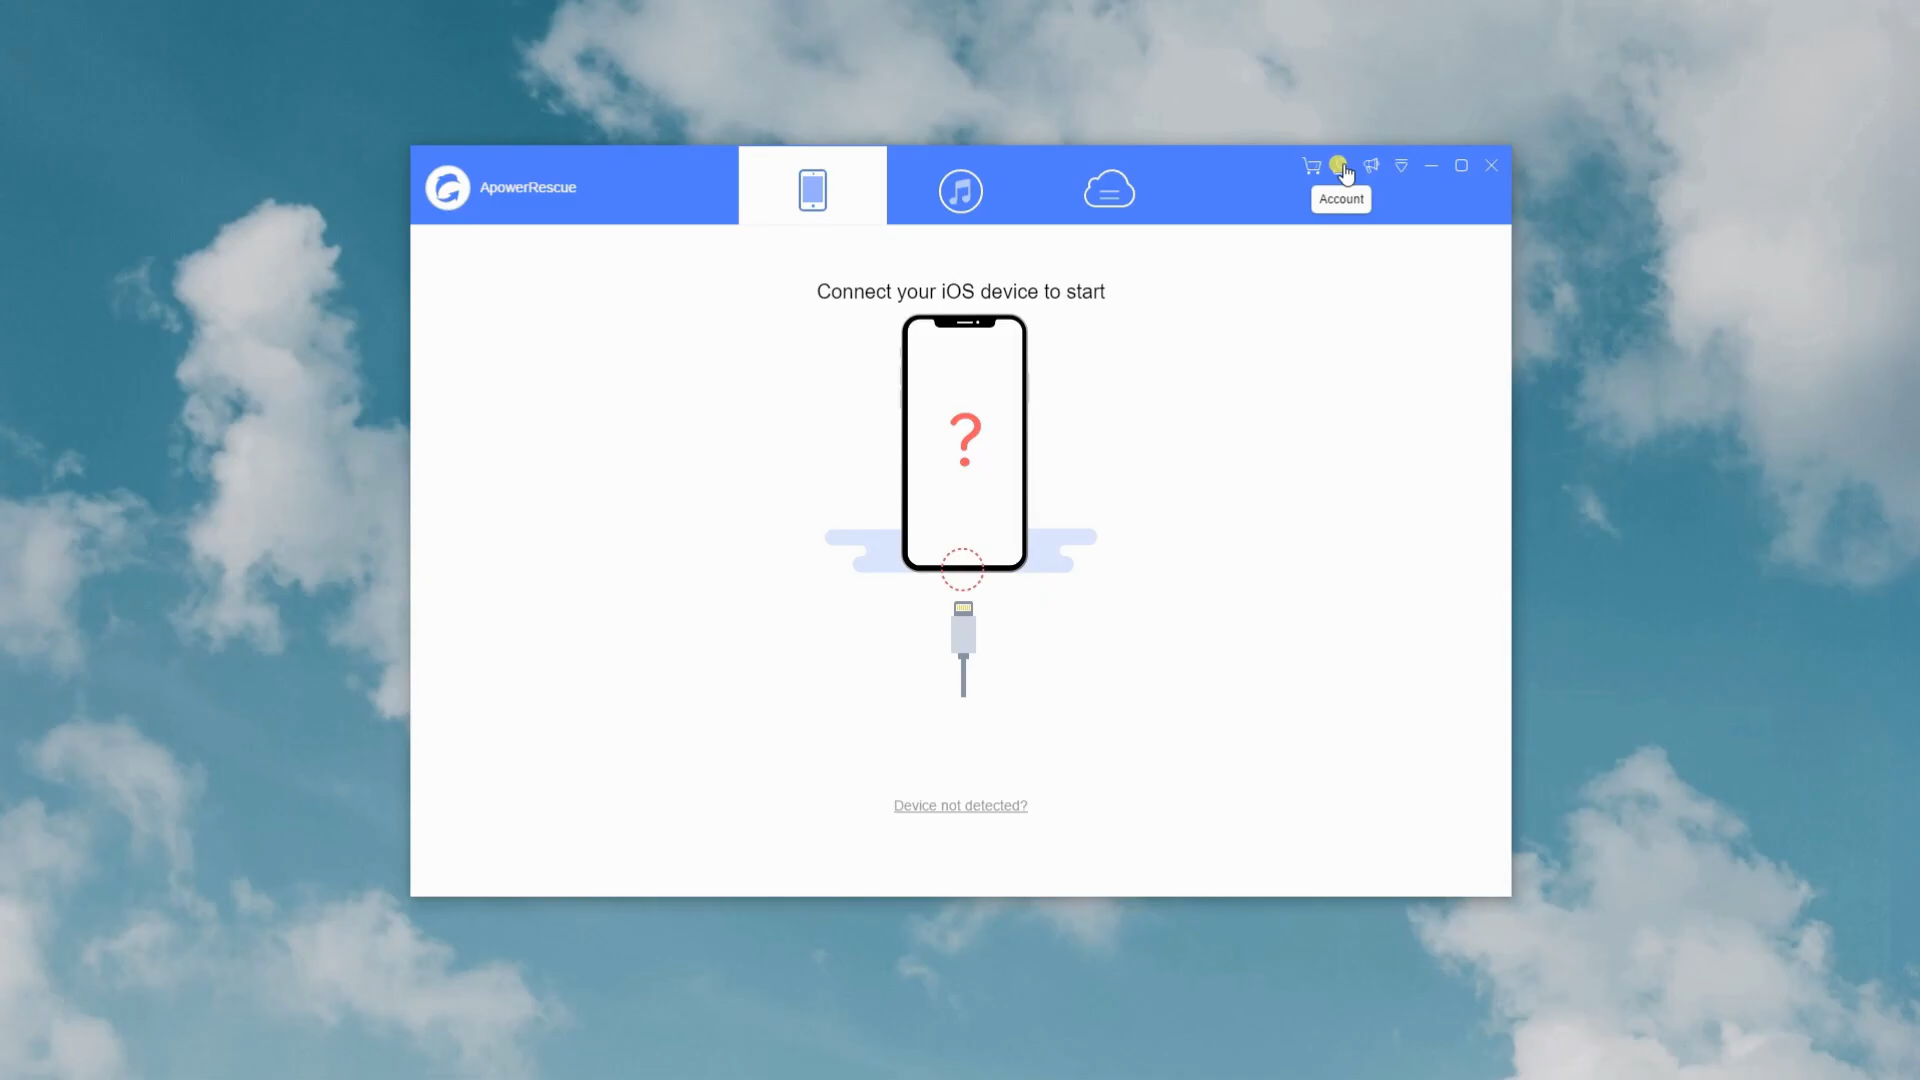 ApowerRescue
Account
Connect your iOS device to start
?
Device not detected?